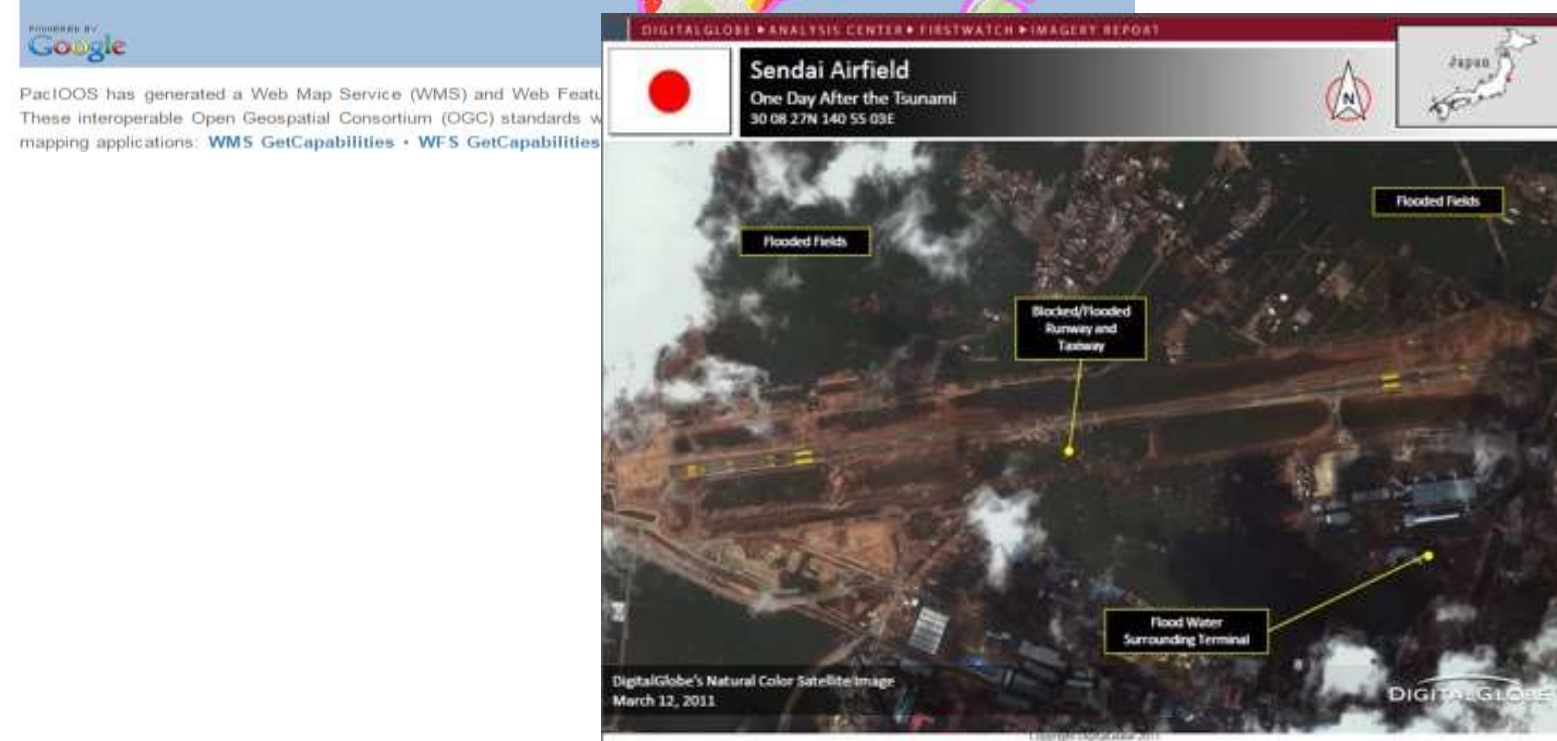 POWERED BY
Google
PacIOOS has generated a Web Map Service (WMS) and Web Featu
These interoperable Open Geospatial Consortium (OGC) standards w
mapping applications: WMS GetCapabilities • WFS GetCapabilities
DIGITALGLOBE ▶ ANALYSIS CENTER ▶ FIRSTWATCH ▶ IMAGERY REPORT
Sendai Airfield
One Day After the Tsunami
30 08 27N 140 55 03E
N
Japan
Flooded Fields
Flooded Fields
Blocked/Flooded
Runway and
Taxiway
Flood Water
Surrounding Terminal
DigitalGlobe's Natural Color Satellite Image
March 12, 2011
DIGITALGLOBE
Copyright DigitalGlobe 2011